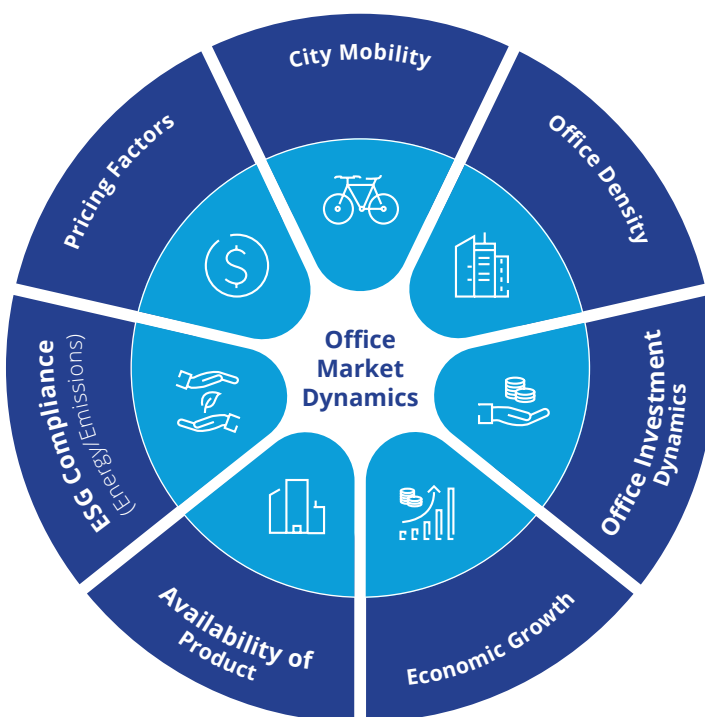 City Mobility
Office Density
Office Investment
Dynamics
Economic Growth
Availability of
Product
ESG Compliance
(Energy/Emissions)
Pricing Factors
Office
Market
Dynamics
$